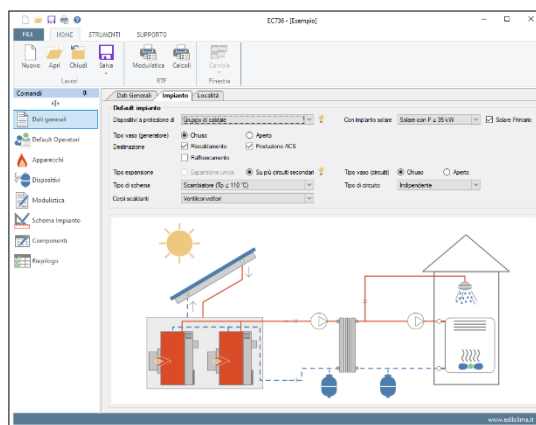 EC736 - [Esempio]
FILE HOME STRUMENTI SUPPORTO
Nuovo Apri Chiudi Salva Modulistica Calcoli Cambia
Lavori RTF Finestra
Comandi
Dati generali
Default Operatori
Apparecchi
Dispositivi
Modulistica
Schema Impianto
Componenti
Riepilogo
Dati Generali Impianto Località
Default impianto
Dispositivi a protezione di Gruppo di caldaie Con impianto solare Solare con P ≤ 35 kW Solare Primario
Tipo vaso (generatore) Chiuso Aperto
Destinazione Riscaldamento Produzione ACS
Raffrescamento
Tipo espansione Espansione unica Su più circuiti secondari Tipo vaso (circuiti) Chiuso Aperto
Tipo di schema Scambiatore (Tp ≤ 110 °C) Tipo di circuito Indipendente
Corpi scaldanti Ventilconvettori
www.edilclima.it